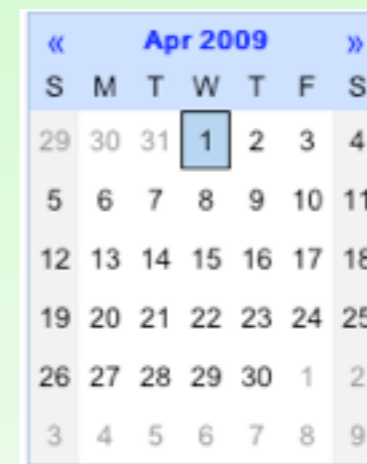 « Apr 2009 »
S M T W T F S
29 30 31 1 2 3 4
5 6 7 8 9 10 11
12 13 14 15 16 17 18
19 20 21 22 23 24 25
26 27 28 29 30 1 2
3 4 5 6 7 8 9